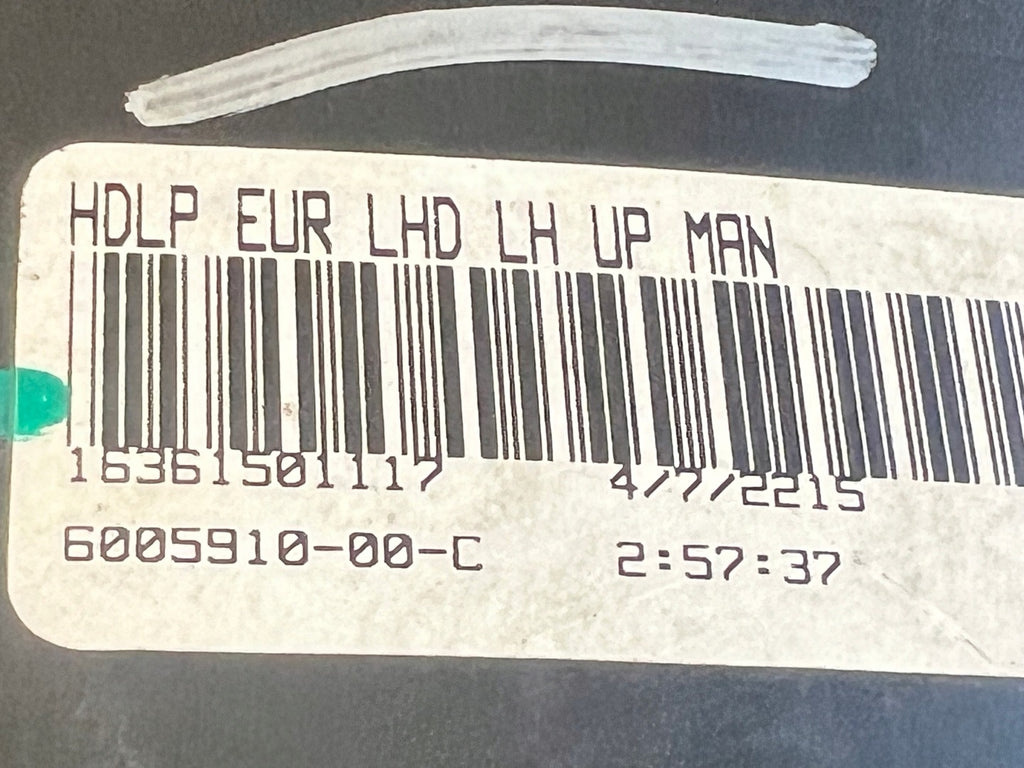 HDLP EUR LHD LH UP MAN
16361501117 4/7/2215
6005910-00-C 2:57:37